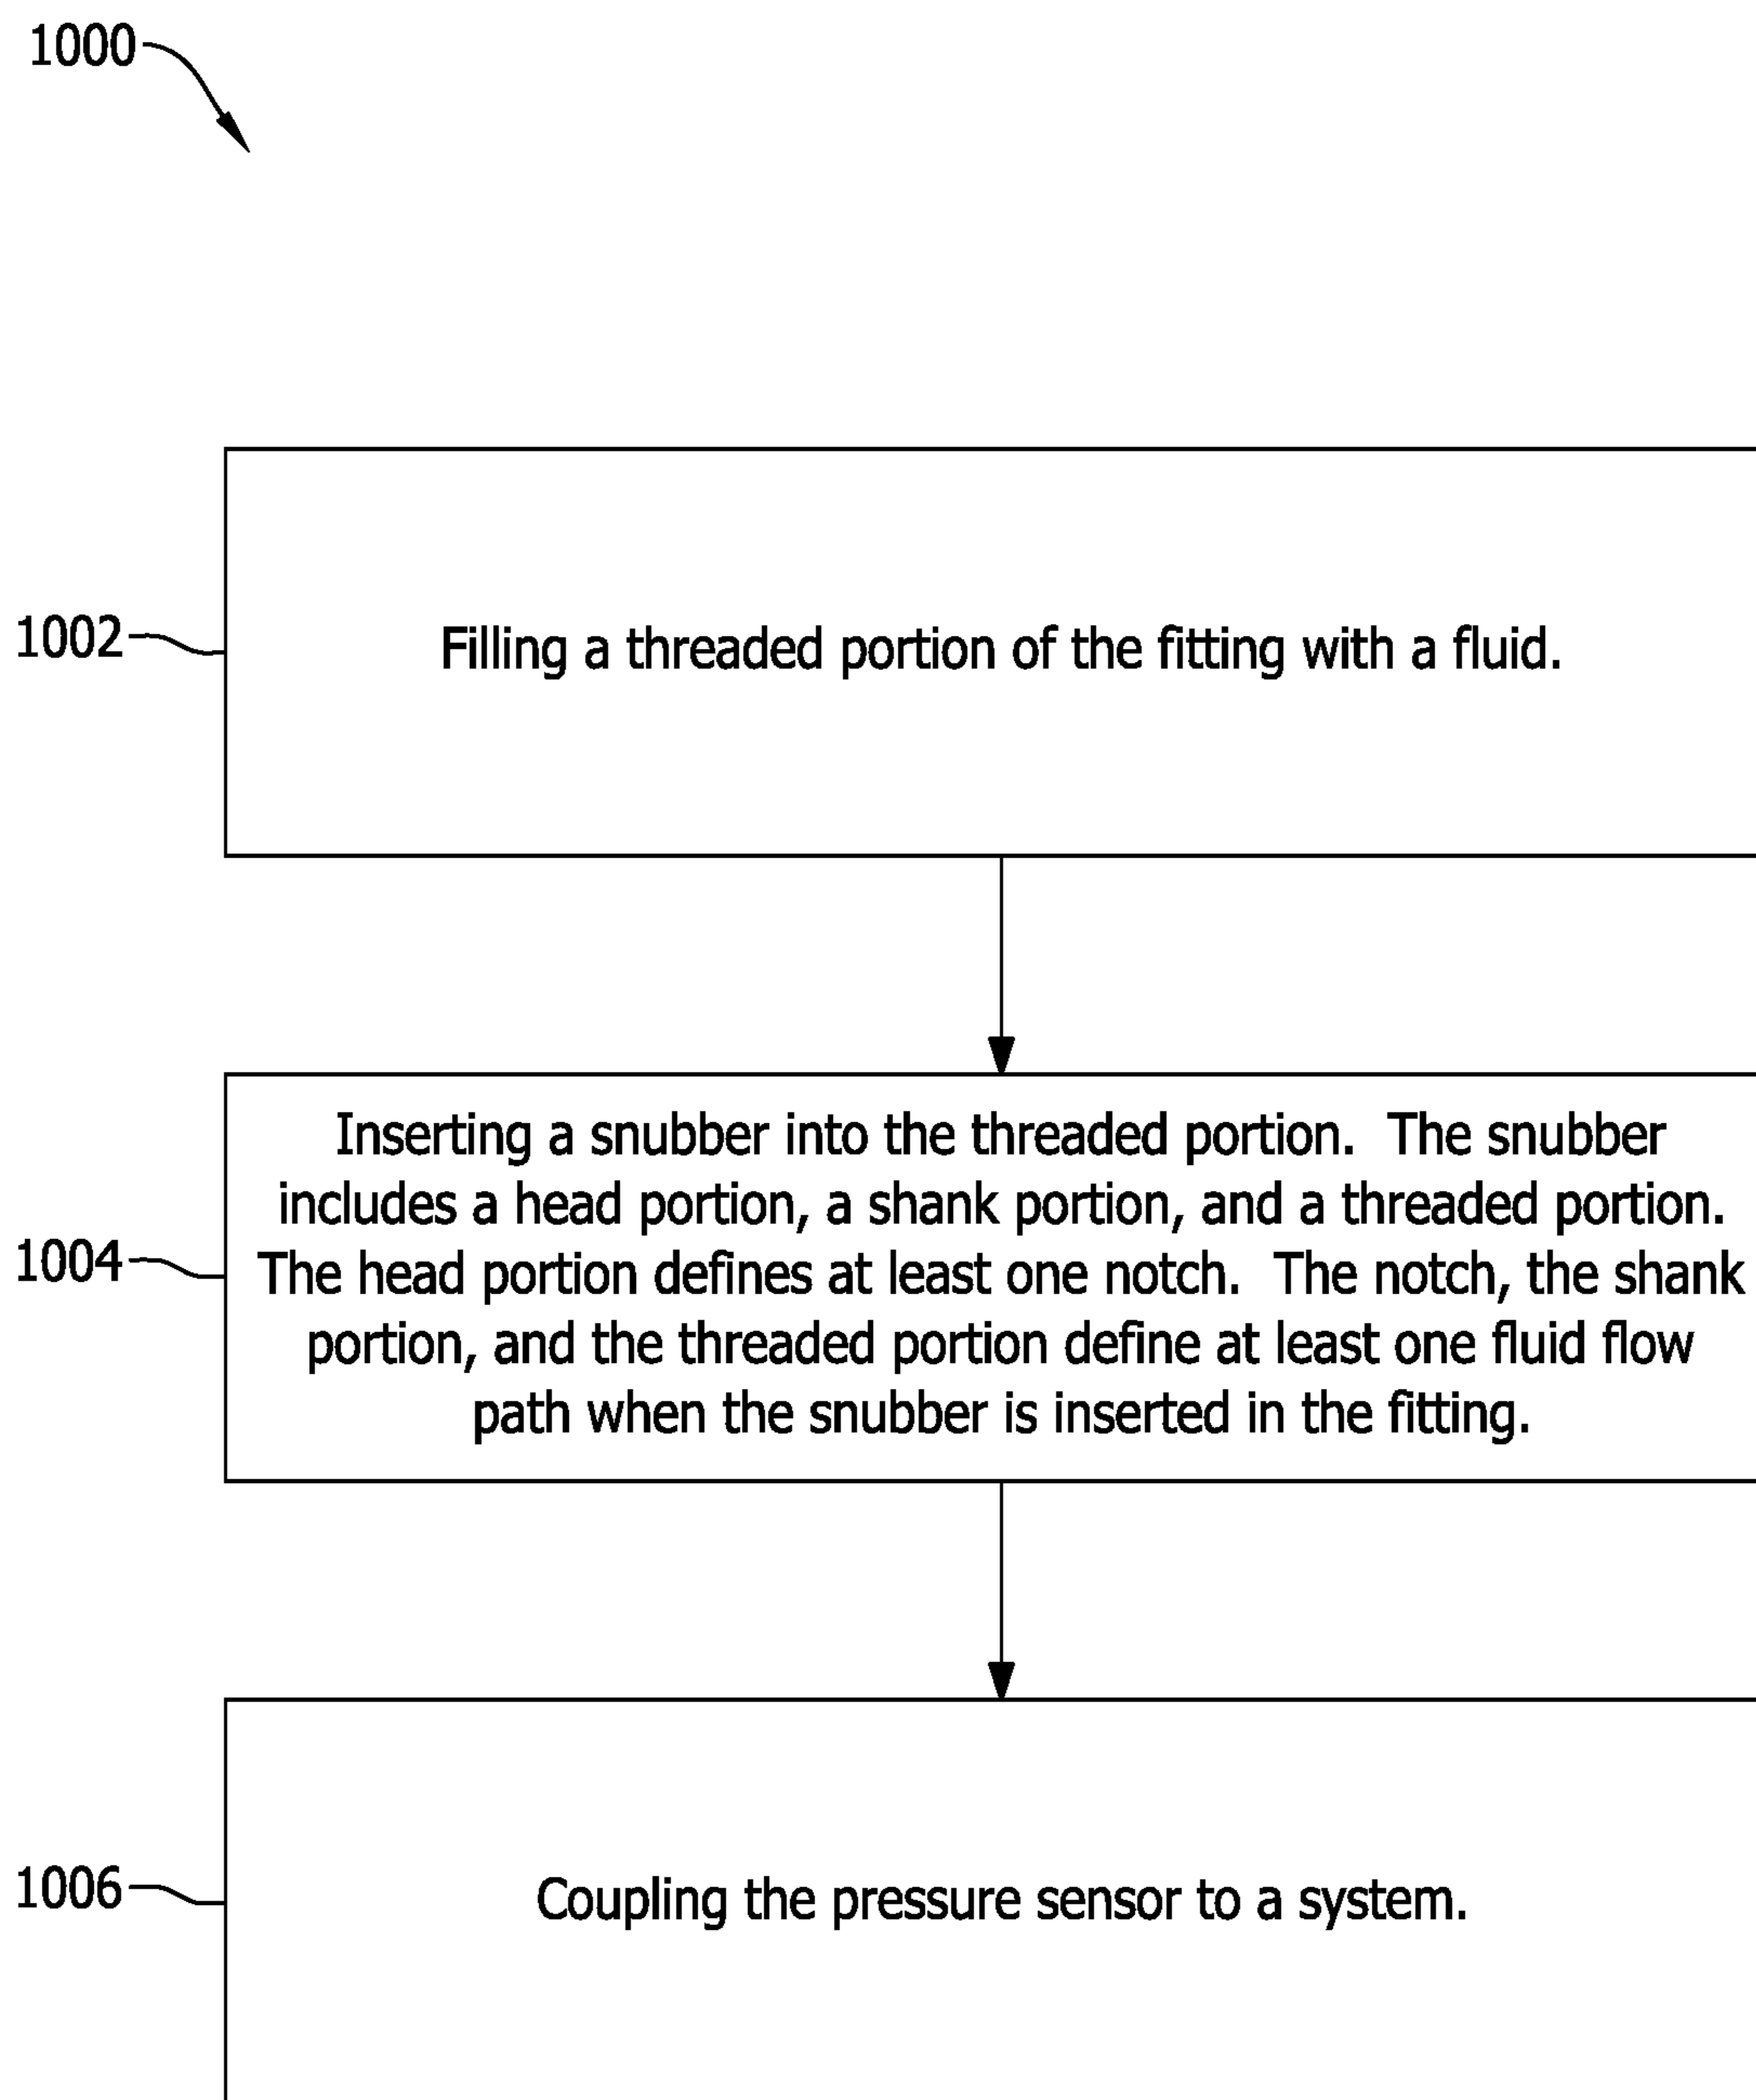 1000
1002
Filling a threaded portion of the fitting with a fluid.
1004
Inserting a snubber into the threaded portion.  The snubber
includes a head portion, a shank portion, and a threaded portion.
The head portion defines at least one notch.  The notch, the shank
portion, and the threaded portion define at least one fluid flow
path when the snubber is inserted in the fitting.
1006
Coupling the pressure sensor to a system.